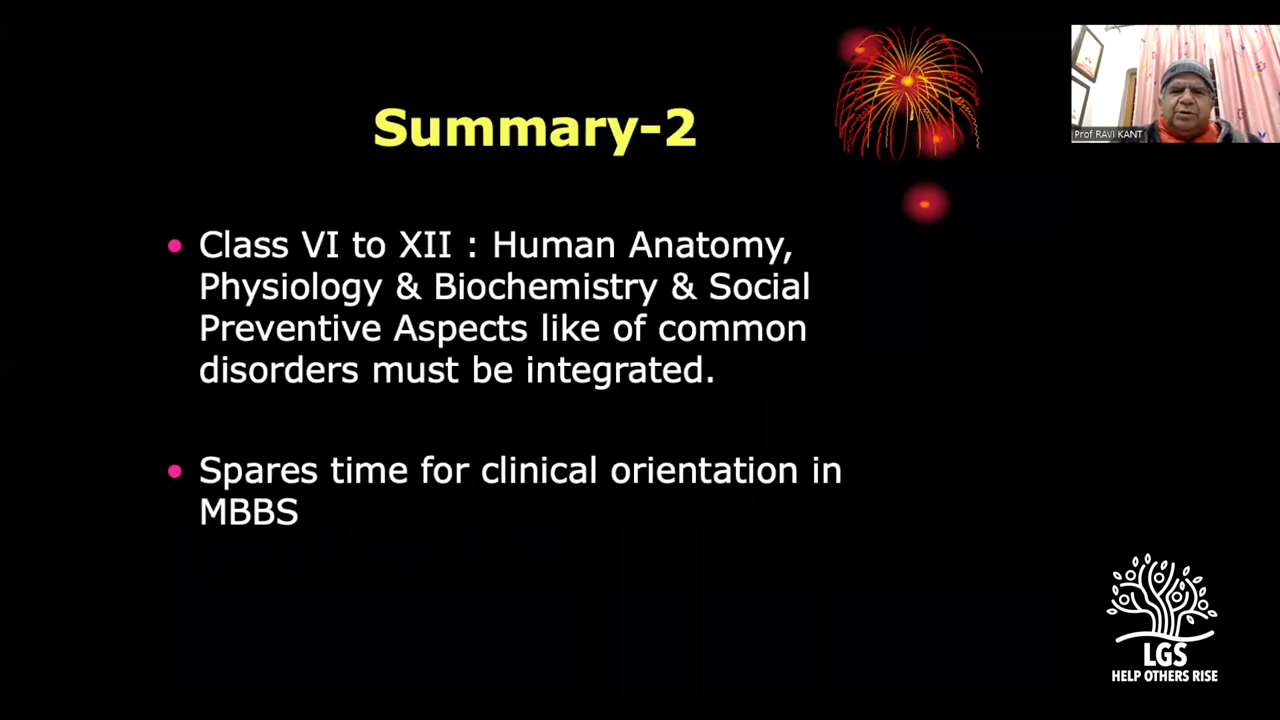 Summary-2
Prof RAVI KANT
• Class VI to XII : Human Anatomy,
Physiology & Biochemistry & Social
Preventive Aspects like of common
disorders must be integrated.
• Spares time for clinical orientation in
MBBS
LGS
HELP OTHERS RISE